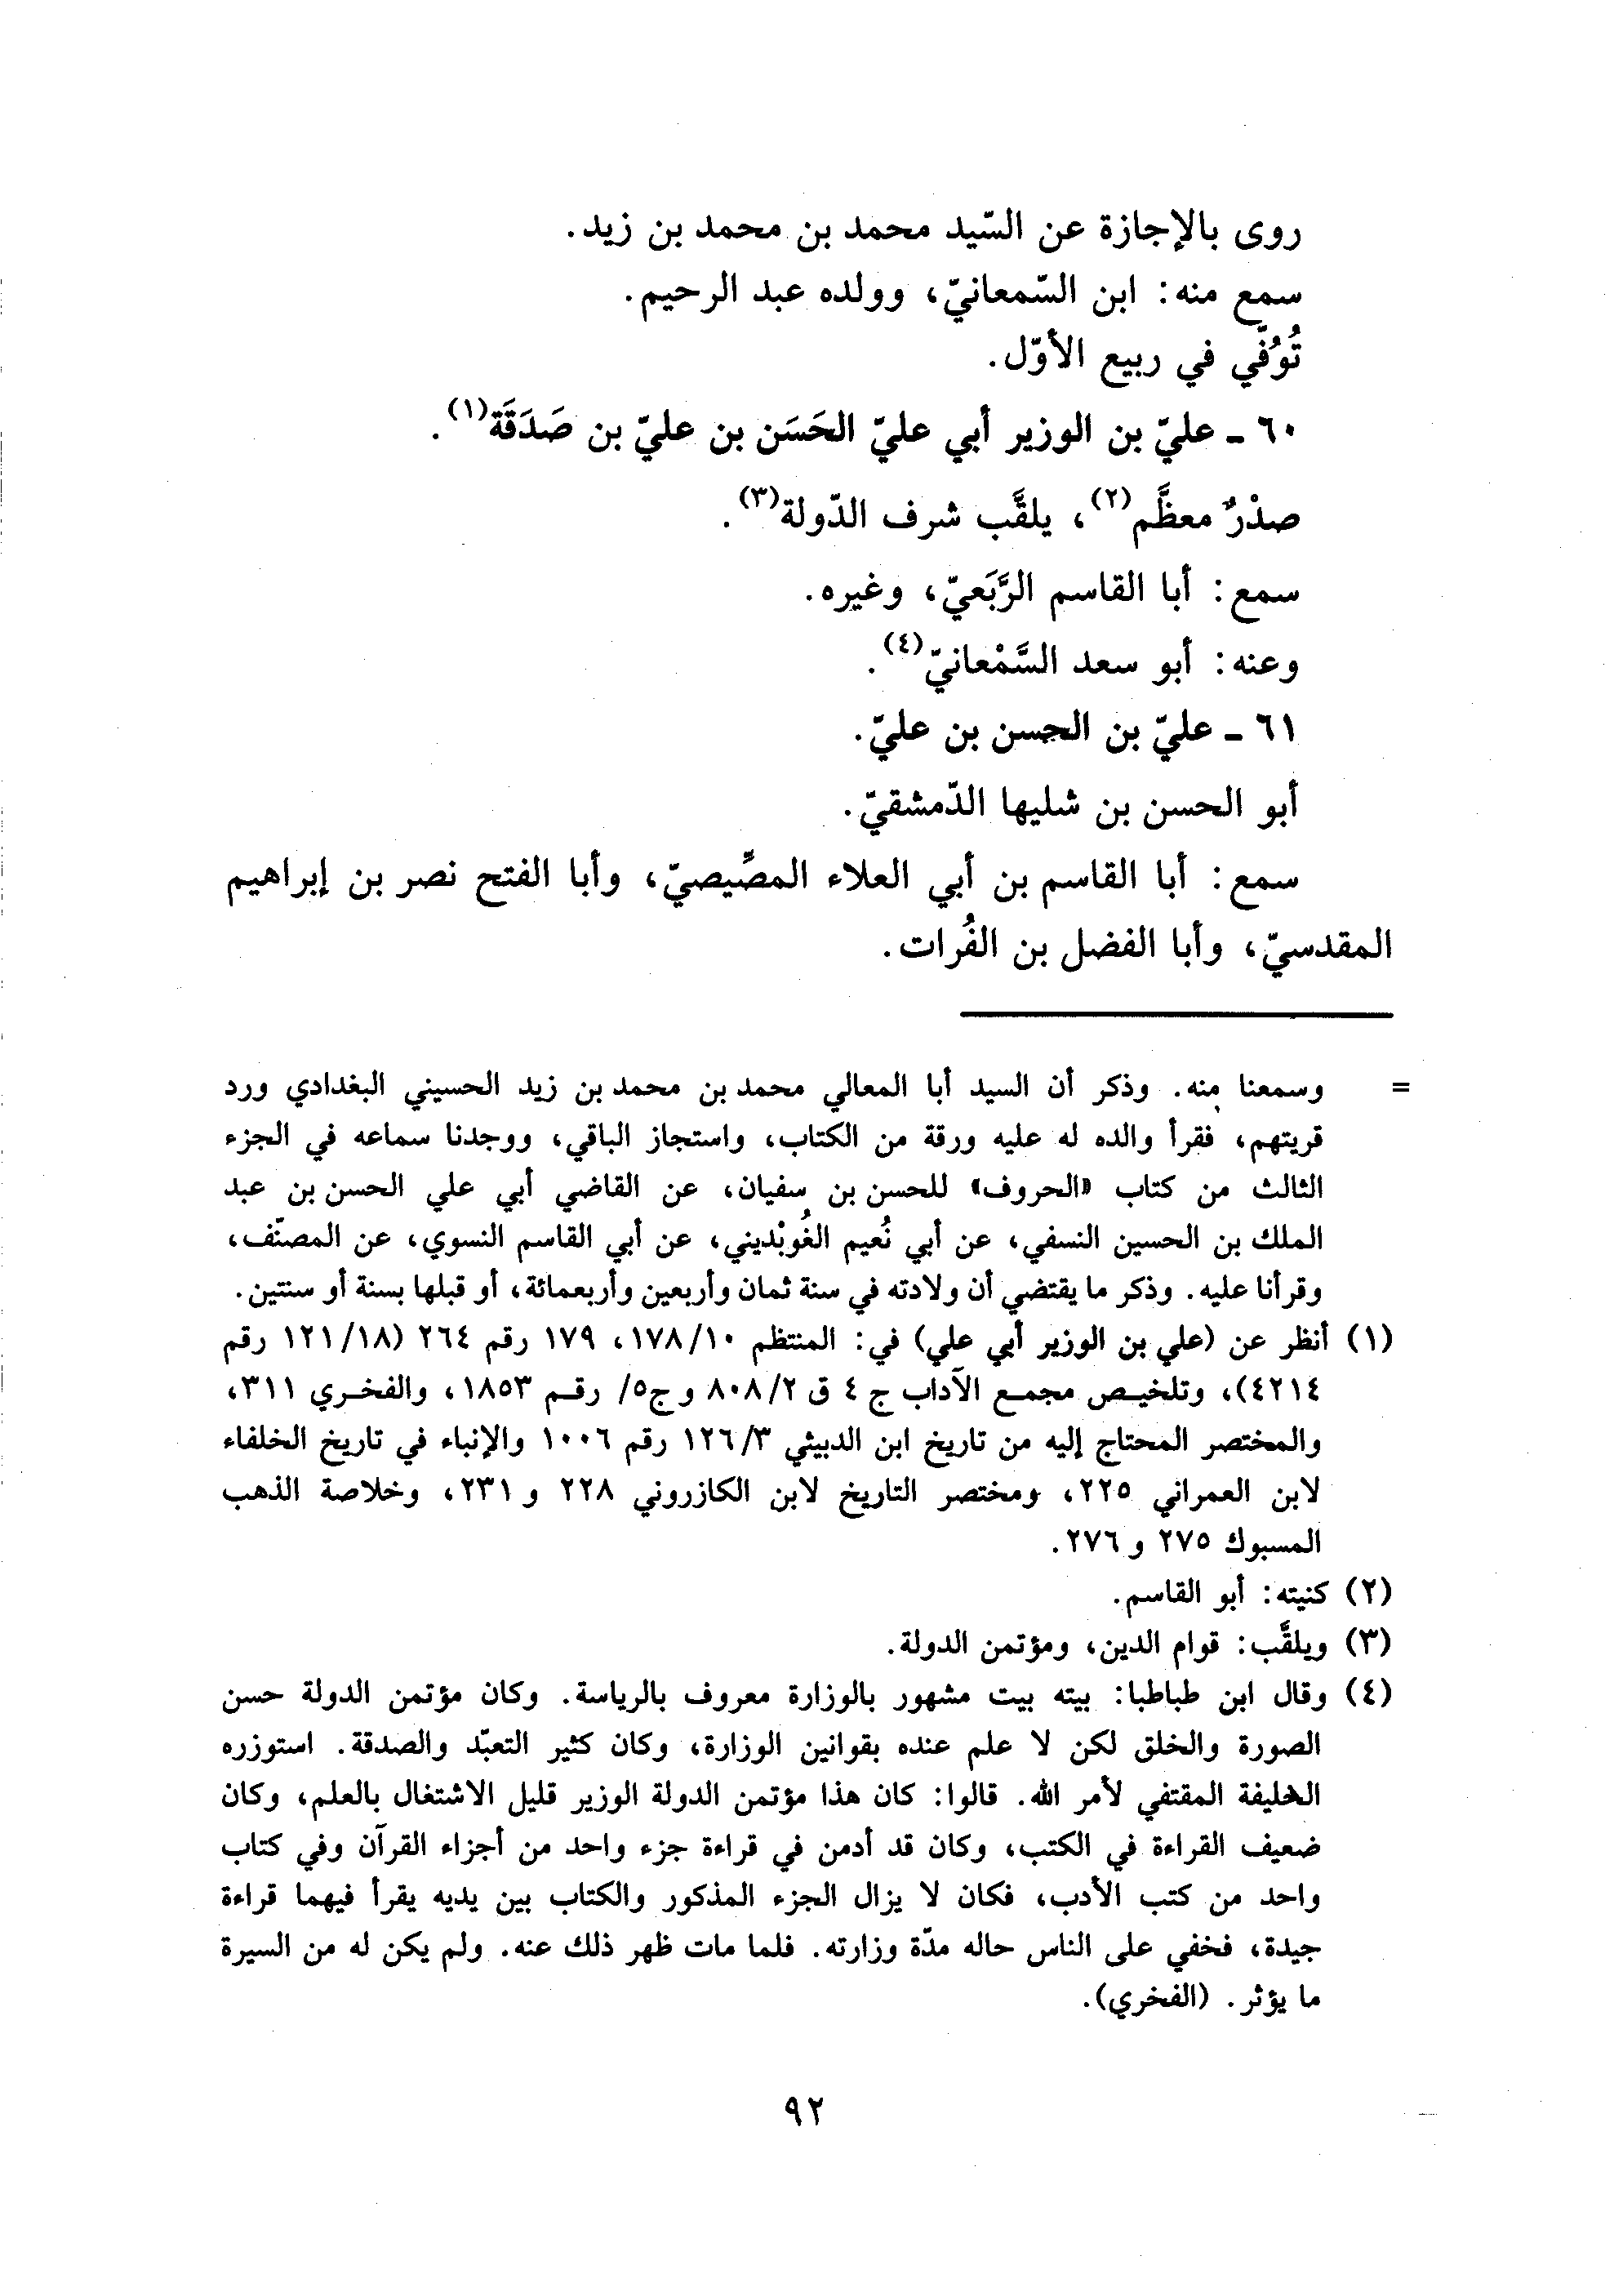 روى بالإجازة عن السّيد محمد بن محمد بن زيد.
سمع منه: ابن السّمعانيّ، وولده عبد الرحيم.
تُوُفّي في ربيع الأوّل.
٦٠ ـ عليّ بن الوزير أبي عليّ الحَسَن بن عليّ بن صَدَقَة(١).
صدْرٌ معظَّم(٢)، يلقَّب شرف الدّولة(٣).
سمع: أبا القاسم الرَّبَعيّ، وغيره.
وعنه: أبو سعد السَّمْعانيّ(٤).
٦١ ـ عليّ بن الحسن بن عليّ.
أبو الحسن بن شليها الدّمشقيّ.
سمع: أبا القاسم بن أبي العلاء المصِّيصيّ، وأبا الفتح نصر بن إبراهيم
المقدسيّ، وأبا الفضل بن الفُرات.
= وسمعنا منه. وذكر أن السيد أبا المعالي محمد بن محمد بن زيد الحسيني البغدادي ورد
قريتهم، فقرأ والده له عليه ورقة من الكتاب، واستجاز الباقي، ووجدنا سماعه في الجزء
الثالث من كتاب «الحروف» للحسن بن سفيان، عن القاضي أبي علي الحسن بن عبد
الملك بن الحسين النسفي، عن أبي نُعيم الغُوبْديني، عن أبي القاسم النسوي، عن المصنّف،
وقرأنا عليه. وذكر ما يقتضي أن ولادته في سنة ثمان وأربعين وأربعمائة، أو قبلها بسنة أو سنتين.
(١) أنظر عن (علي بن الوزير أبي علي) في: المنتظم ١٧٨/١٠، ١٧٩ رقم ٢٦٤ (١٢١/١٨ رقم
٤٢١٤)، وتلخيص مجمع الآداب ج ٤ ق ٨٠٨/٢ و ج٥/ رقم ١٨٥٣، والفخري ٣١١،
والمختصر المحتاج إليه من تاريخ ابن الدبيثي ١٢٦/٣ رقم ١٠٠٦ والإنباء في تاريخ الخلفاء
لابن العمراني ٢٢٥، ومختصر التاريخ لابن الكازروني ٢٢٨ و ٢٣١، وخلاصة الذهب
المسبوك ٢٧٥ و ٢٧٦.
(٢) كنيته: أبو القاسم.
(٣) ويلقَّب: قوام الدين، ومؤتمن الدولة.
(٤) وقال ابن طباطبا: بيته بيت مشهور بالوزارة معروف بالرياسة. وكان مؤتمن الدولة حسن
الصورة والخلق لكن لا علم عنده بقوانين الوزارة، وكان كثير التعبّد والصدقة. استوزره
الخليفة المقتفي لأمر الله. قالوا: كان هذا مؤتمن الدولة الوزير قليل الاشتغال بالعلم، وكان
ضعيف القراءة في الكتب، وكان قد أدمن في قراءة جزء واحد من أجزاء القرآن وفي كتاب
واحد من كتب الأدب، فكان لا يزال الجزء المذكور والكتاب بين يديه يقرأ فيهما قراءة
جيدة، فخفي على الناس حاله مدّة وزارته. فلما مات ظهر ذلك عنه. ولم يكن له من السيرة
ما يؤثر. (الفخري).
٩٢